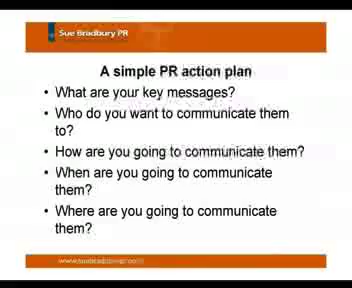 Sue Bradbury PR
A simple PR action plan
• What are your key messages?
• Who do you want to communicate them
to?
• How are you going to communicate them?
• When are you going to communicate
them?
• Where are you going to communicate
them?